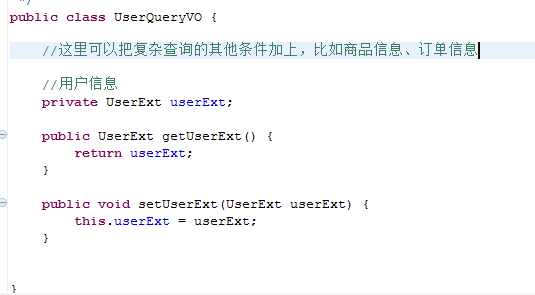 */
public class UserQueryVO {
//这里可以把复杂查询的其他条件加上，比如商品信息、订单信息
//用户信息
private UserExt userExt;
public UserExt getUserExt() {
return userExt;
}
public void setUserExt(UserExt userExt) {
this.userExt = userExt;
}
}